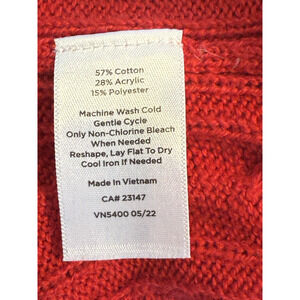 57% Cotton
28% Acrylic
15% Polyester
Machine Wash Cold
Gentle Cycle
Only Non-Chlorine Bleach
When Needed
Reshape, Lay Flat To Dry
Cool Iron If Needed
Made In Vietnam
CA# 23147
VN5400 05/22